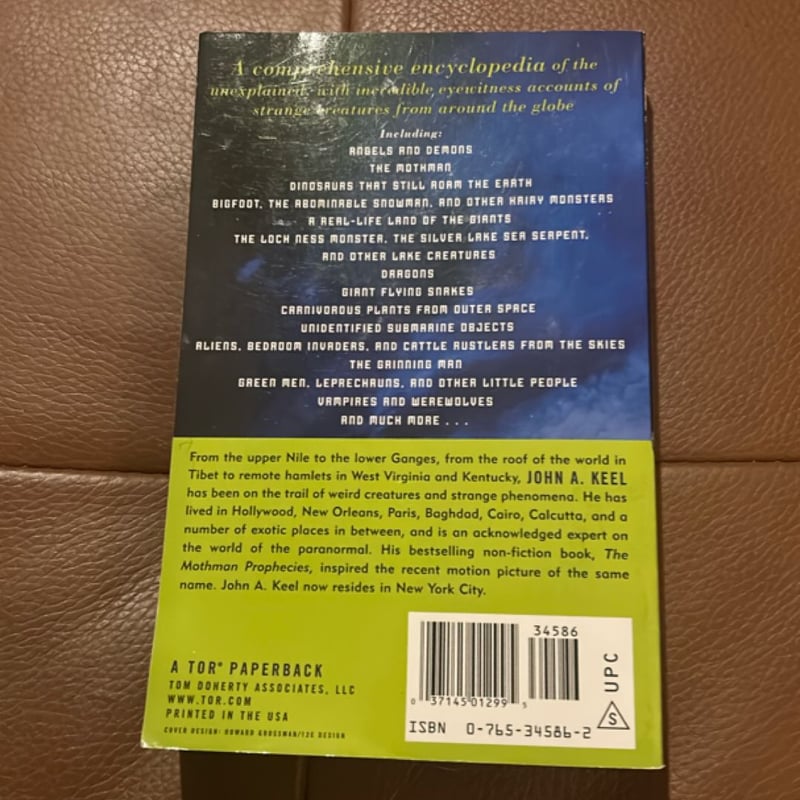 A comprehensive encyclopedia of the
unexplained, with incredible, eyewitness accounts of
strange creatures from around the globe
Including:
ANGELS AND DEMONS
THE MOTHMAN
DINOSAURS THAT STILL ROAM THE EARTH
BIGFOOT, THE ABOMINABLE SNOWMAN, AND OTHER HAIRY MONSTERS
A REAL-LIFE LAND OF THE GIANTS
THE LOCH NESS MONSTER, THE SILVER LAKE SEA SERPENT,
AND OTHER LAKE CREATURES
DRAGONS
GIANT FLYING SNAKES
CARNIVOROUS PLANTS FROM OUTER SPACE
UNIDENTIFIED SUBMARINE OBJECTS
ALIENS, BEDROOM INVADERS, AND CATTLE RUSTLERS FROM THE SKIES
THE GRINNING MAN
GREEN MEN, LEPRECHAUNS, AND OTHER LITTLE PEOPLE
VAMPIRES AND WEREWOLVES
AND MUCH MORE . . .
From the upper Nile to the lower Ganges, from the roof of the world in
Tibet to remote hamlets in West Virginia and Kentucky, JOHN A. KEEL
has been on the trail of weird creatures and strange phenomena. He has
lived in Hollywood, New Orleans, Paris, Baghdad, Cairo, Calcutta, and a
number of exotic places in between, and is an acknowledged expert on
the world of the paranormal. His bestselling non-fiction book, The
Mothman Prophecies, inspired the recent motion picture of the same
name. John A. Keel now resides in New York City.
A TOR® PAPERBACK
TOM DOHERTY ASSOCIATES, LLC
WWW.TOR.COM
PRINTED IN THE USA
COVER DESIGN: HOWARD GROSSMAN/12E DESIGN
34586
0 37145 01299 5
UPC
S
ISBN 0-765-34586-2